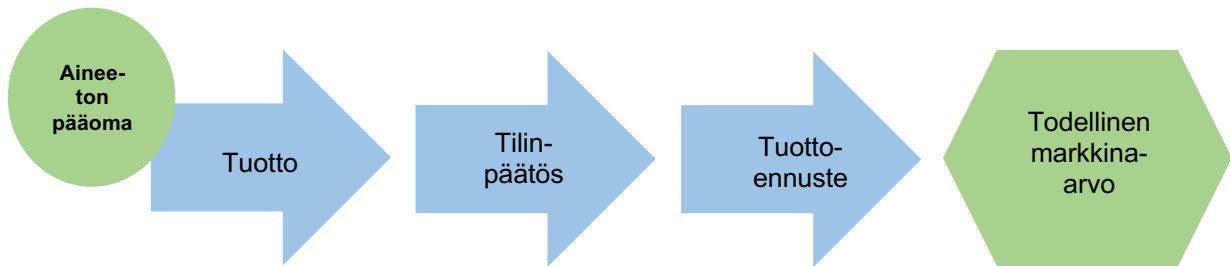 Ainee-
ton
pääoma
Tuotto
Tilin-
päätös
Tuotto-
ennuste
Todellinen
markkina-
arvo